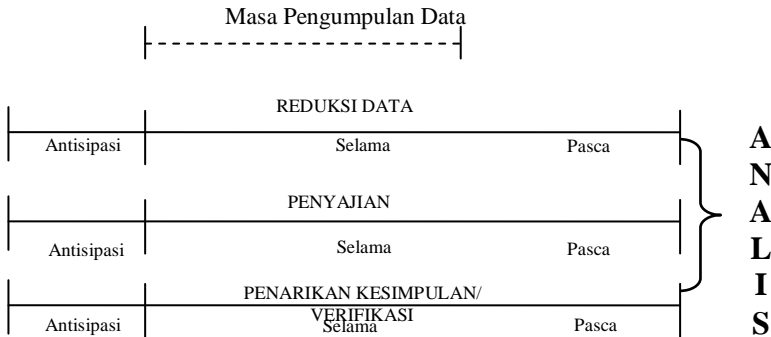 Masa Pengumpulan Data
REDUKSI DATA
Antisipasi Selama Pasca
PENYAJIAN
Antisipasi Selama Pasca
PENARIKAN KESIMPULAN/
VERIFIKASI
Antisipasi Selama Pasca
A
N
A
L
I
S